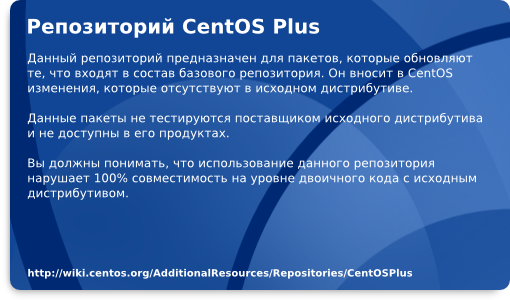 Репозиторий CentOS Plus
Данный репозиторий предназначен для пакетов, которые обновляют
те, что входят в состав базового репозитория. Он вносит в CentOS
изменения, которые отсутствуют в исходном дистрибутиве.
Данные пакеты не тестируются поставщиком исходного дистрибутива
и не доступны в его продуктах.
Вы должны понимать, что использование данного репозитория
нарушает 100% совместимость на уровне двоичного кода с исходным
дистрибутивом.
http://wiki.centos.org/AdditionalResources/Repositories/CentOSPlus